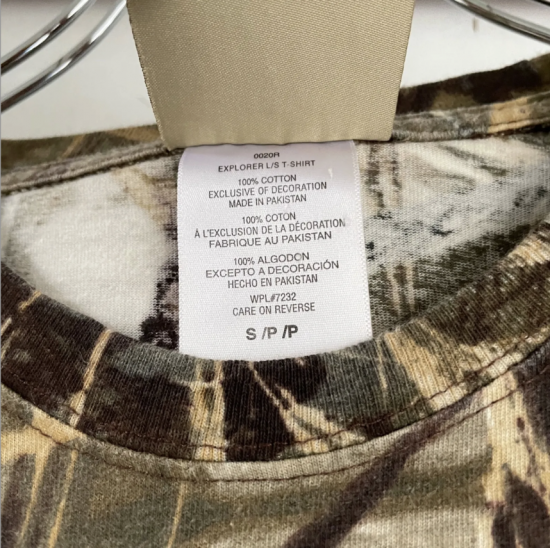 0020R
EXPLORER L/S T-SHIRT
100% COTTON
EXCLUSIVE OF DECORATION
MADE IN PAKISTAN
100% COTON
À L'EXCLUSION DE LA DÉCORATION
FABRIQUE AU PAKISTAN
100% ALGODON
EXCEPTO A DECORACIÓN
HECHO EN PAKISTAN
WPL#7232
CARE ON REVERSE
S /P /P